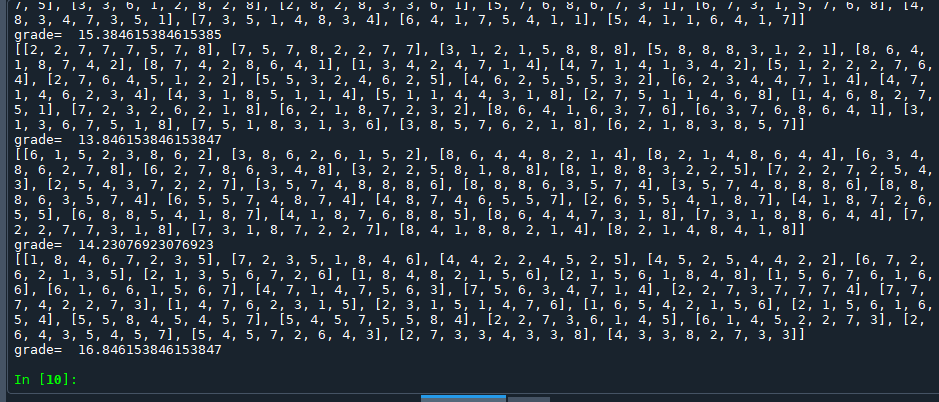 7, 5], [3, 3, 6, 1, 2, 8, 2, 8], [2, 8, 2, 8, 3, 3, 6, 1], [5, 7, 6, 8, 6, 7, 3, 1], [6, 7, 3, 1, 5, 7, 6, 8], [4,
8, 3, 4, 7, 3, 5, 1], [7, 3, 5, 1, 4, 8, 3, 4], [6, 4, 1, 7, 5, 4, 1, 1], [5, 4, 1, 1, 6, 4, 1, 7]]
grade=  15.384615384615385
[[2, 2, 7, 7, 7, 5, 7, 8], [7, 5, 7, 8, 2, 2, 7, 7], [3, 1, 2, 1, 5, 8, 8, 8], [5, 8, 8, 8, 3, 1, 2, 1], [8, 6, 4,
1, 8, 7, 4, 2], [8, 7, 4, 2, 8, 6, 4, 1], [1, 3, 4, 2, 4, 7, 1, 4], [4, 7, 1, 4, 1, 3, 4, 2], [5, 1, 2, 2, 2, 7, 6,
4], [2, 7, 6, 4, 5, 1, 2, 2], [5, 5, 3, 2, 4, 6, 2, 5], [4, 6, 2, 5, 5, 5, 3, 2], [6, 2, 3, 4, 4, 7, 1, 4], [4, 7,
1, 4, 6, 2, 3, 4], [4, 3, 1, 8, 5, 1, 1, 4], [5, 1, 1, 4, 4, 3, 1, 8], [2, 7, 5, 1, 1, 4, 6, 8], [1, 4, 6, 8, 2, 7,
5, 1], [7, 2, 3, 2, 6, 2, 1, 8], [6, 2, 1, 8, 7, 2, 3, 2], [8, 6, 4, 1, 6, 3, 7, 6], [6, 3, 7, 6, 8, 6, 4, 1], [3,
1, 3, 6, 7, 5, 1, 8], [7, 5, 1, 8, 3, 1, 3, 6], [3, 8, 5, 7, 6, 2, 1, 8], [6, 2, 1, 8, 3, 8, 5, 7]]
grade=  13.846153846153847
[[6, 1, 5, 2, 3, 8, 6, 2], [3, 8, 6, 2, 6, 1, 5, 2], [8, 6, 4, 4, 8, 2, 1, 4], [8, 2, 1, 4, 8, 6, 4, 4], [6, 3, 4,
8, 6, 2, 7, 8], [6, 2, 7, 8, 6, 3, 4, 8], [3, 2, 2, 5, 8, 1, 8, 8], [8, 1, 8, 8, 3, 2, 2, 5], [7, 2, 2, 7, 2, 5, 4,
3], [2, 5, 4, 3, 7, 2, 2, 7], [3, 5, 7, 4, 8, 8, 8, 6], [8, 8, 8, 6, 3, 5, 7, 4], [3, 5, 7, 4, 8, 8, 8, 6], [8, 8,
8, 6, 3, 5, 7, 4], [6, 5, 5, 7, 4, 8, 7, 4], [4, 8, 7, 4, 6, 5, 5, 7], [2, 6, 5, 5, 4, 1, 8, 7], [4, 1, 8, 7, 2, 6,
5, 5], [6, 8, 8, 5, 4, 1, 8, 7], [4, 1, 8, 7, 6, 8, 8, 5], [8, 6, 4, 4, 7, 3, 1, 8], [7, 3, 1, 8, 8, 6, 4, 4], [7,
2, 2, 7, 7, 3, 1, 8], [7, 3, 1, 8, 7, 2, 2, 7], [8, 4, 1, 8, 8, 2, 1, 4], [8, 2, 1, 4, 8, 4, 1, 8]]
grade=  14.23076923076923
[[1, 8, 4, 6, 7, 2, 3, 5], [7, 2, 3, 5, 1, 8, 4, 6], [4, 4, 2, 2, 4, 5, 2, 5], [4, 5, 2, 5, 4, 4, 2, 2], [6, 7, 2,
6, 2, 1, 3, 5], [2, 1, 3, 5, 6, 7, 2, 6], [1, 8, 4, 8, 2, 1, 5, 6], [2, 1, 5, 6, 1, 8, 4, 8], [1, 5, 6, 7, 6, 1, 6,
6], [6, 1, 6, 6, 1, 5, 6, 7], [4, 7, 1, 4, 7, 5, 6, 3], [7, 5, 6, 3, 4, 7, 1, 4], [2, 2, 7, 3, 7, 7, 7, 4], [7, 7,
7, 4, 2, 2, 7, 3], [1, 4, 7, 6, 2, 3, 1, 5], [2, 3, 1, 5, 1, 4, 7, 6], [1, 6, 5, 4, 2, 1, 5, 6], [2, 1, 5, 6, 1, 6,
5, 4], [5, 5, 8, 4, 5, 4, 5, 7], [5, 4, 5, 7, 5, 5, 8, 4], [2, 2, 7, 3, 6, 1, 4, 5], [6, 1, 4, 5, 2, 2, 7, 3], [2,
6, 4, 3, 5, 4, 5, 7], [5, 4, 5, 7, 2, 6, 4, 3], [2, 7, 3, 3, 4, 3, 3, 8], [4, 3, 3, 8, 2, 7, 3, 3]]
grade=  16.846153846153847
In [10]: